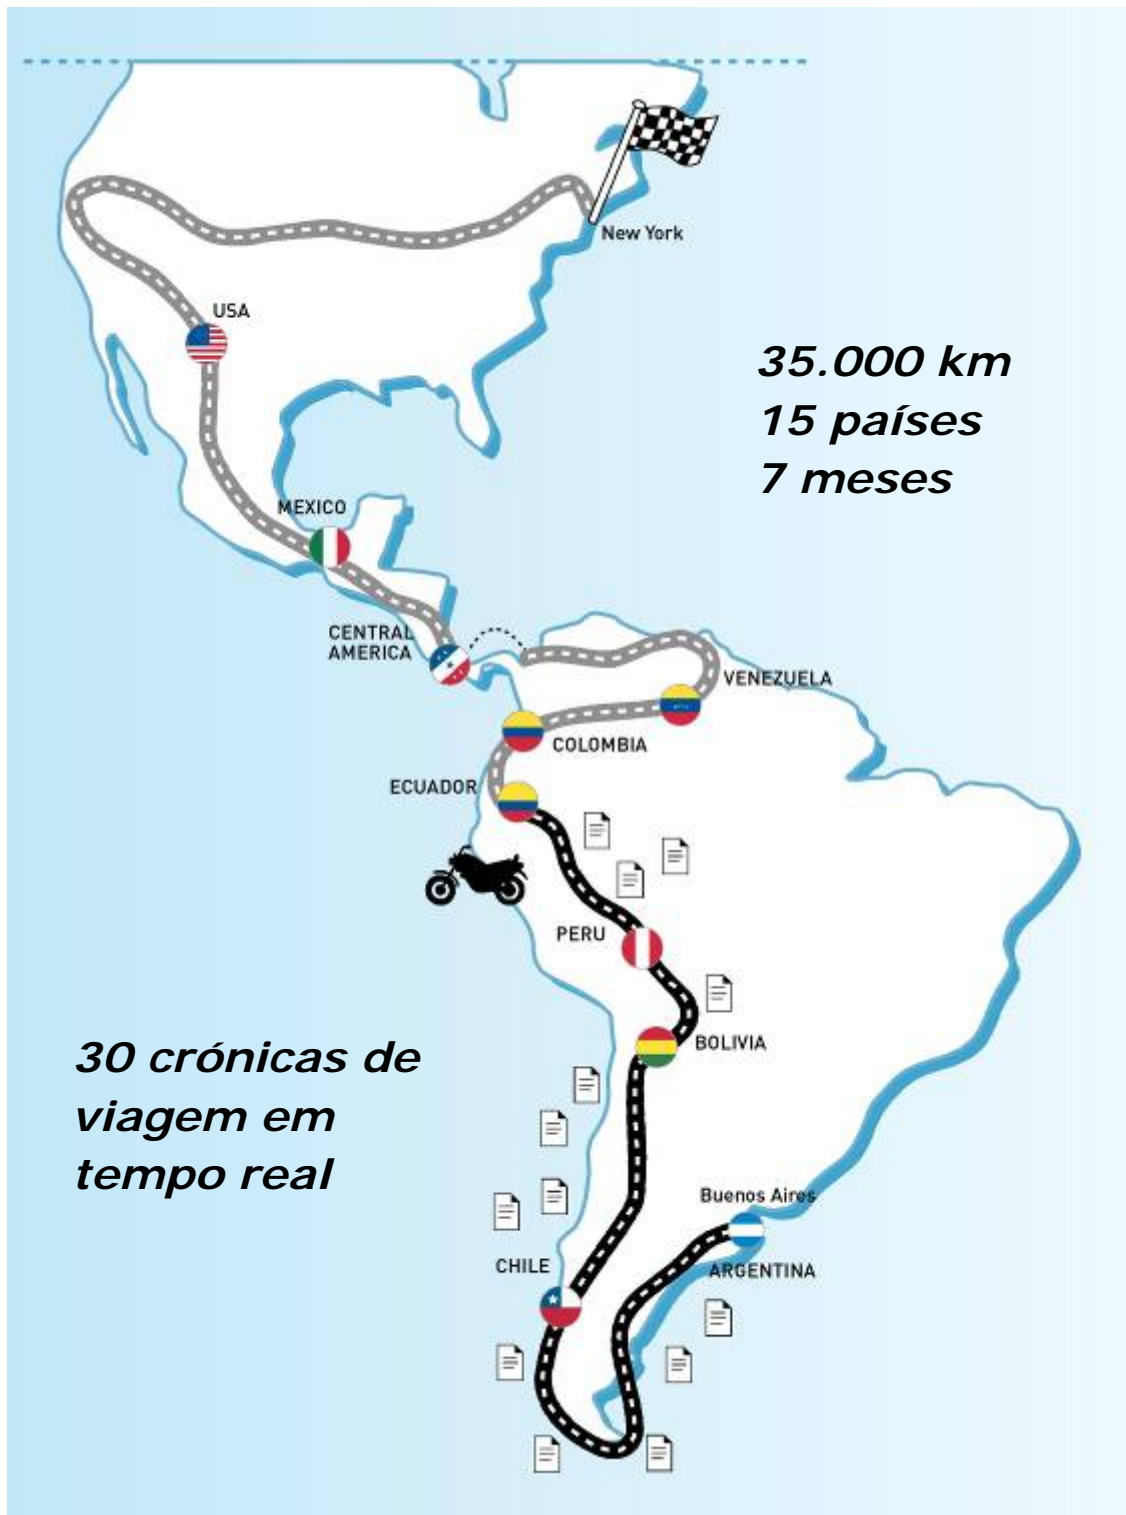 New York
USA
35.000 km
15 países
7 meses
MEXICO
CENTRAL
AMERICA
VENEZUELA
COLOMBIA
ECUADOR
PERU
BOLIVIA
30 crónicas de
viagem em
tempo real
Buenos Aires
CHILE
ARGENTINA